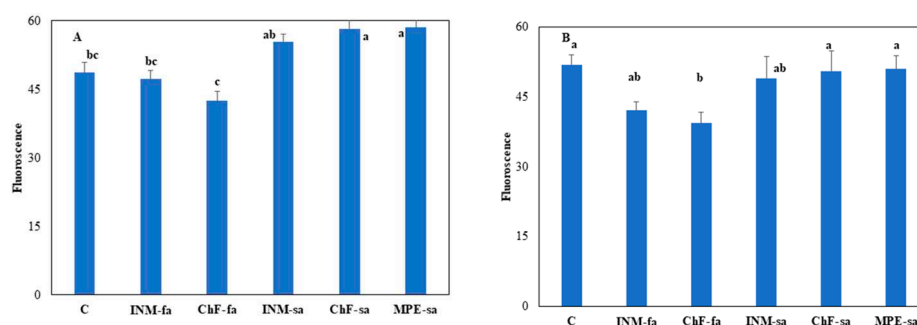 60
A
bc
bc
c
ab
a
a
45
30
15
0
Fluoroscence
C
INM-fa
ChF-fa
INM-sa
ChF-sa
MPE-sa
60
B
a
ab
b
ab
a
a
45
30
15
0
Fluoroscence
C
INM-fa
ChF-fa
INM-sa
ChF-sa
MPE-sa